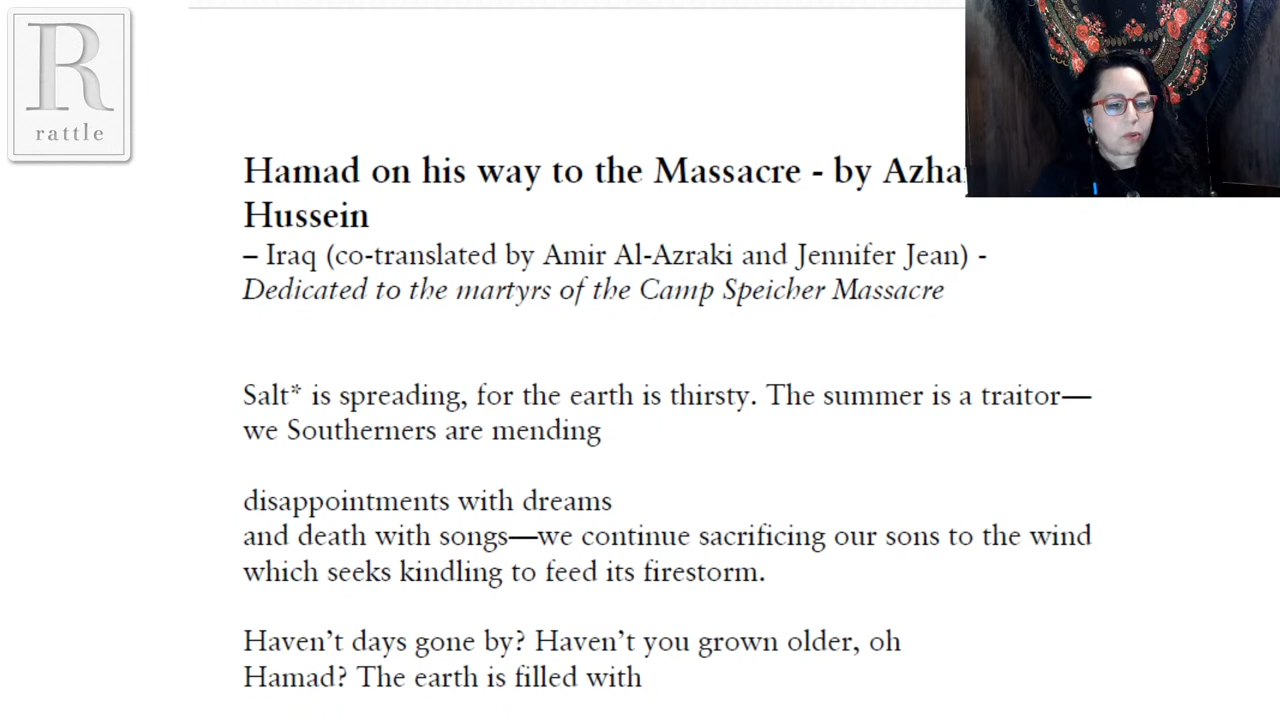 R
rattle
Hamad on his way to the Massacre - by
Hussein
– Iraq (co-translated by Amir Al-Azraki and Jennifer Jean) -
Dedicated to the martyrs of the Camp Speicher Massacre
Salt* is spreading, for the earth is thirsty. The summer is a traitor—
we Southerners are mending
disappointments with dreams
and death with songs—we continue sacrificing our sons to the wind
which seeks kindling to feed its firestorm.
Haven’t days gone by? Haven’t you grown older, oh
Hamad? The earth is filled with